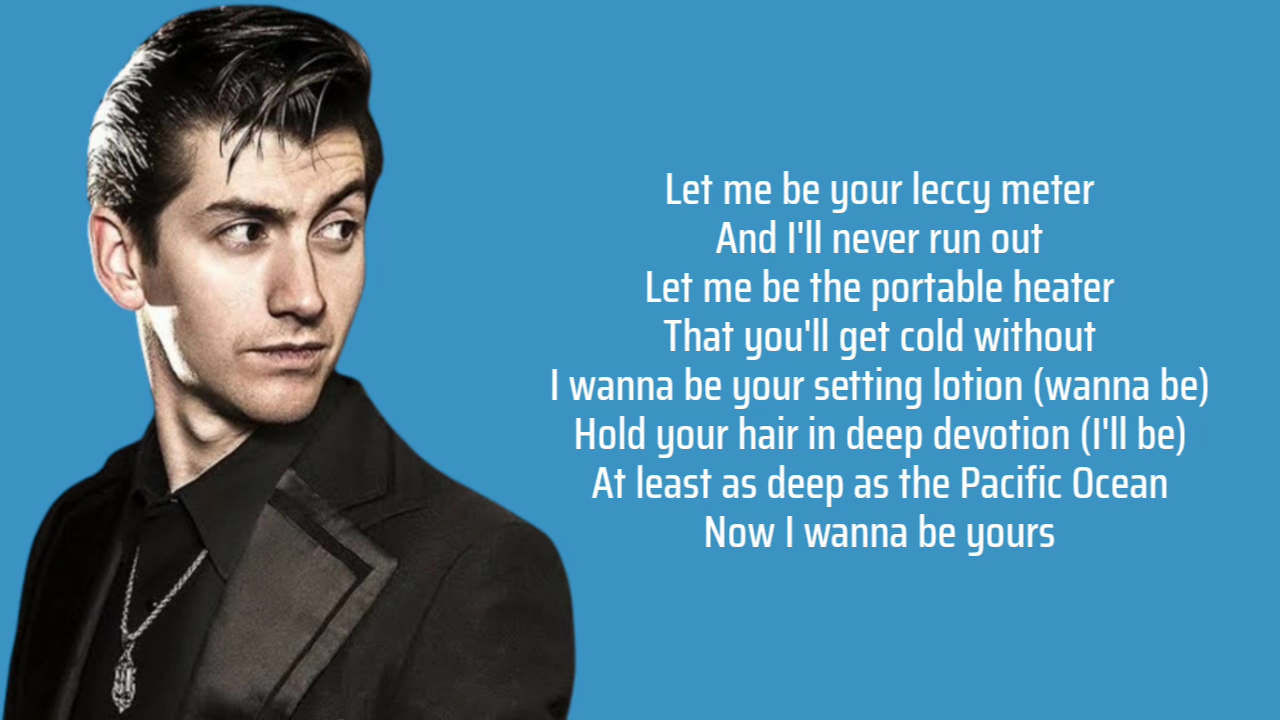 Let me be your leccy meter
And I'll never run out
Let me be the portable heater
That you'll get cold without
I wanna be your setting lotion (wanna be)
Hold your hair in deep devotion (I'll be)
At least as deep as the Pacific Ocean
Now I wanna be yours